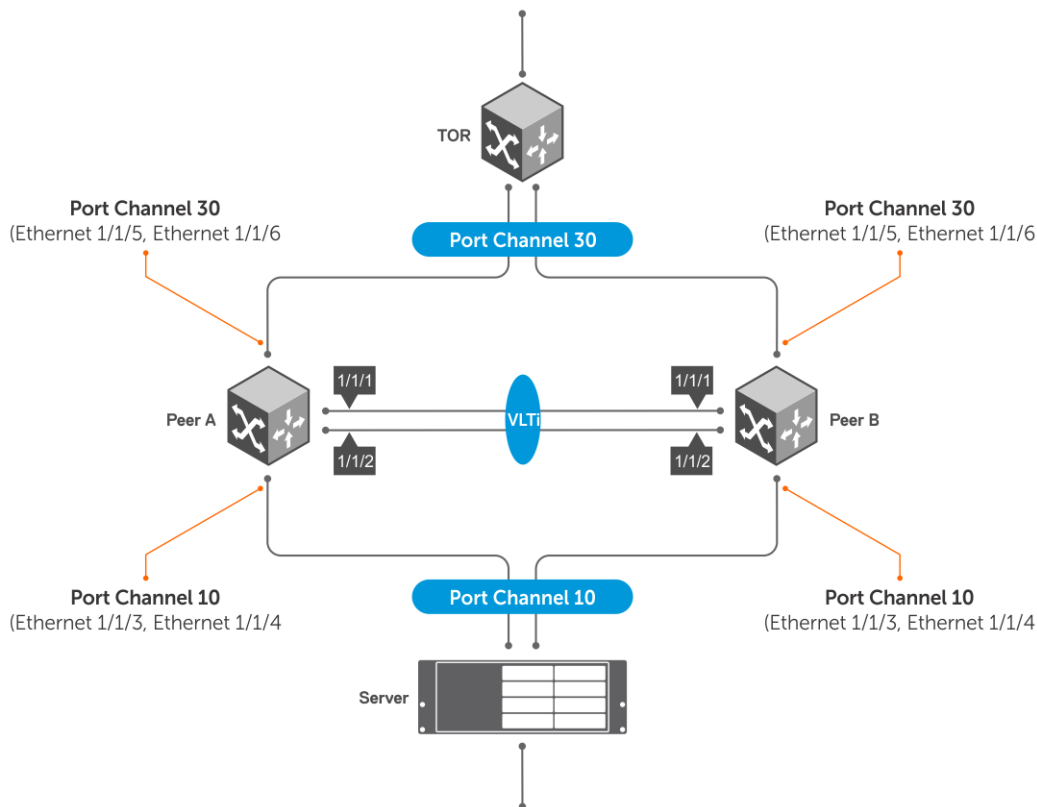 TOR
Port Channel 30
(Ethernet 1/1/5, Ethernet 1/1/6
Port Channel 30
Port Channel 30
(Ethernet 1/1/5, Ethernet 1/1/6
1/1/1
1/1/1
Peer A
VLTi
Peer B
1/1/2
1/1/2
Port Channel 10
(Ethernet 1/1/3, Ethernet 1/1/4
Port Channel 10
Port Channel 10
(Ethernet 1/1/3, Ethernet 1/1/4
Server